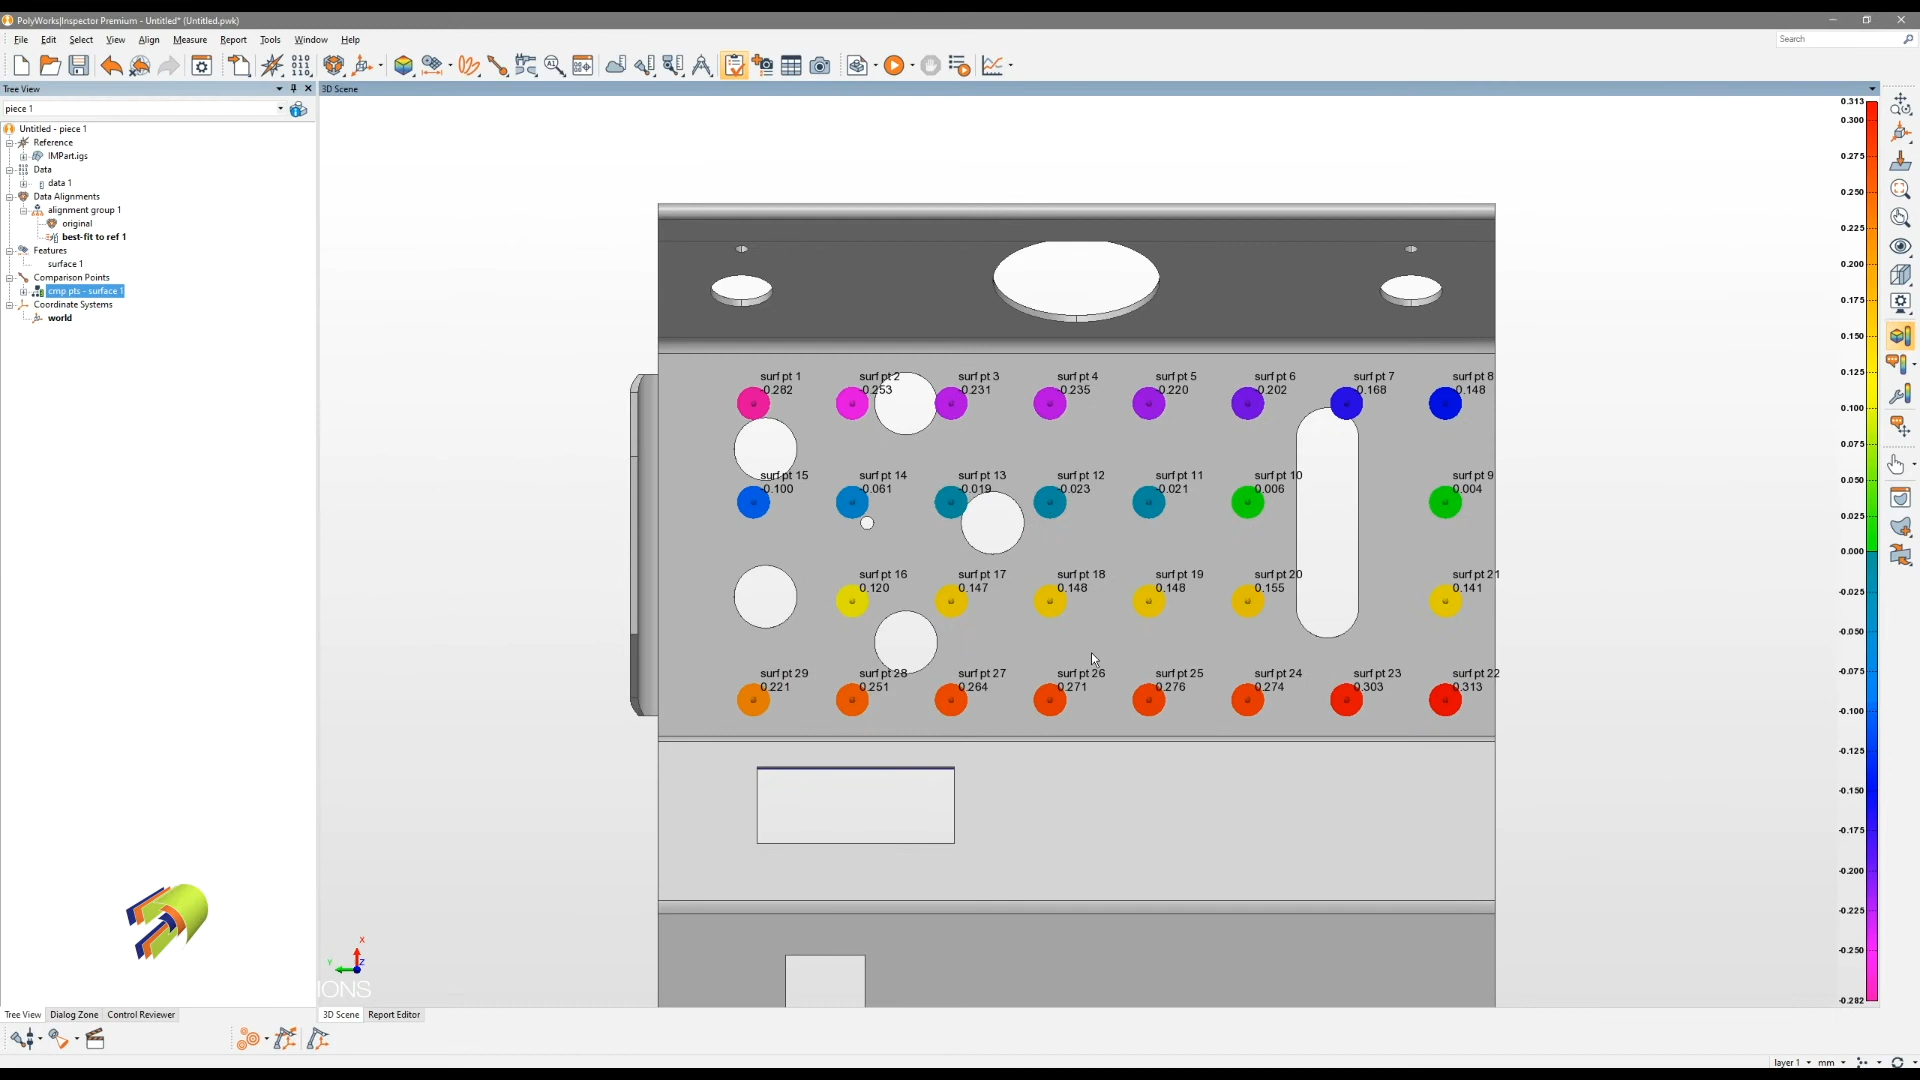 PolyWorks|Inspector Premium - Untitled* (Untitled.pwk)
File Edit Select View Align Measure Report Tools Window Help
Search
Tree View
3D Scene
piece 1
Untitled - piece 1
Reference
IMPart.igs
Data
data 1
Data Alignments
alignment group 1
original
best-fit to ref 1
Features
surface 1
Comparison Points
cmp pts - surface 1
Coordinate Systems
world
surf pt 1 surf pt 2 surf pt 3 surf pt 4 surf pt 5 surf pt 6 surf pt 7 surf pt 8
-0.282 -0.253 -0.231 -0.235 -0.220 -0.202 -0.168 -0.148
surf pt 15 surf pt 14 surf pt 13 surf pt 12 surf pt 11 surf pt 10 surf pt 9
-0.100 -0.061 -0.019 -0.023 -0.021 0.006 0.004
surf pt 16 surf pt 17 surf pt 18 surf pt 19 surf pt 20 surf pt 21
0.120 0.147 0.148 0.148 0.155 0.141
surf pt 29 surf pt 28 surf pt 27 surf pt 26 surf pt 25 surf pt 24 surf pt 23 surf pt 22
0.221 0.251 0.264 0.271 0.276 0.274 0.303 0.313
0.313
0.300
0.275
0.250
0.225
0.200
0.175
0.150
0.125
0.100
0.075
0.050
0.025
0.000
-0.025
-0.050
-0.075
-0.100
-0.125
-0.150
-0.175
-0.200
-0.225
-0.250
-0.282
X
Y
Z
IONS
Tree View Dialog Zone Control Reviewer
3D Scene Report Editor
layer 1 mm